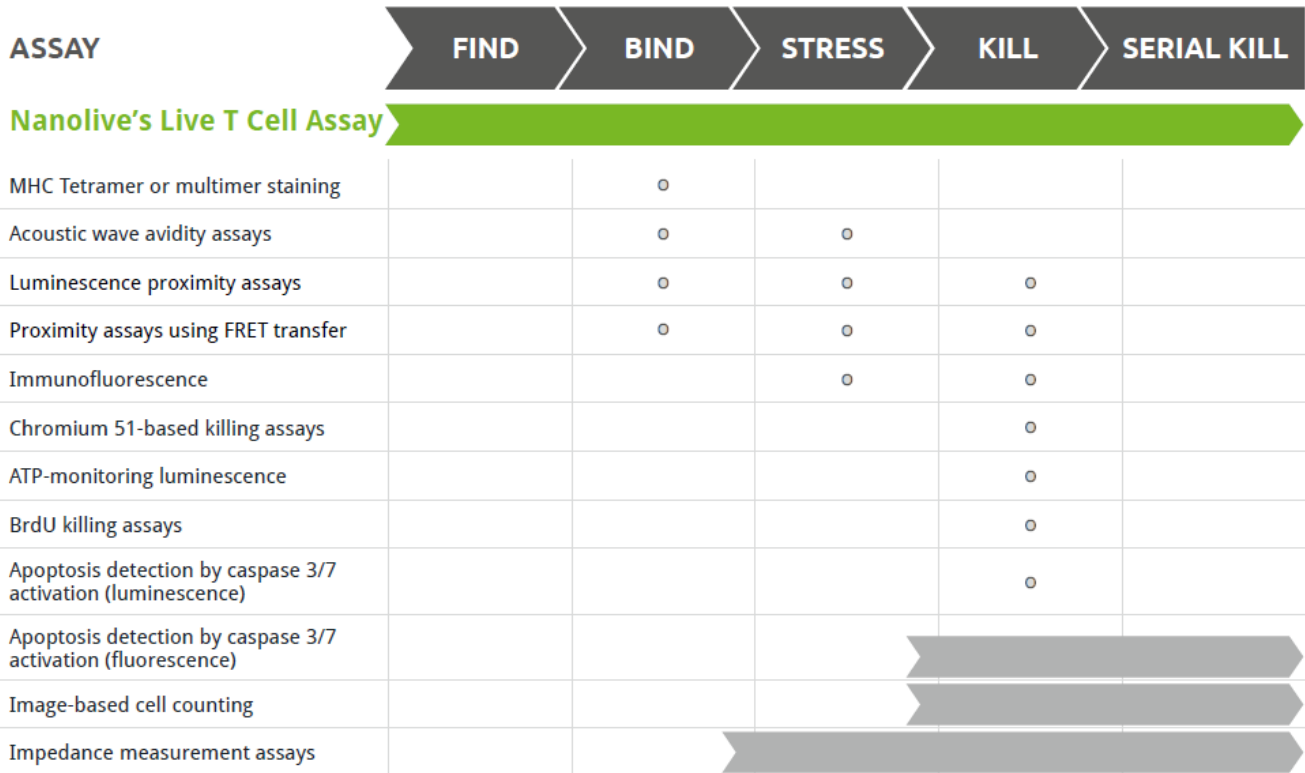 ASSAY FIND BIND STRESS KILL SERIAL KILL
Nanolive’s Live T Cell Assay
MHC Tetramer or multimer staining o
Acoustic wave avidity assays o o
Luminescence proximity assays o o o
Proximity assays using FRET transfer o o o
Immunofluorescence o o
Chromium 51-based killing assays o
ATP-monitoring luminescence o
BrdU killing assays o
Apoptosis detection by caspase 3/7
activation (luminescence) o
Apoptosis detection by caspase 3/7
activation (fluorescence)
Image-based cell counting
Impedance measurement assays